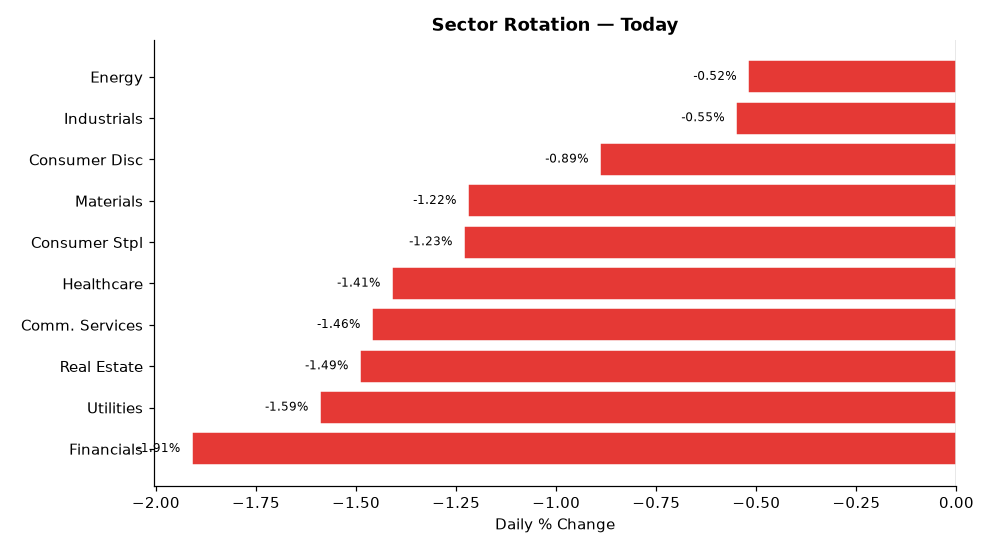 Sector Rotation — Today
Energy -0.52%
Industrials -0.55%
Consumer Disc -0.89%
Materials -1.22%
Consumer Stpl -1.23%
Healthcare -1.41%
Comm. Services -1.46%
Real Estate -1.49%
Utilities -1.59%
Financials -1.91%
−2.00 −1.75 −1.50 −1.25 −1.00 −0.75 −0.50 −0.25 0.00
Daily % Change